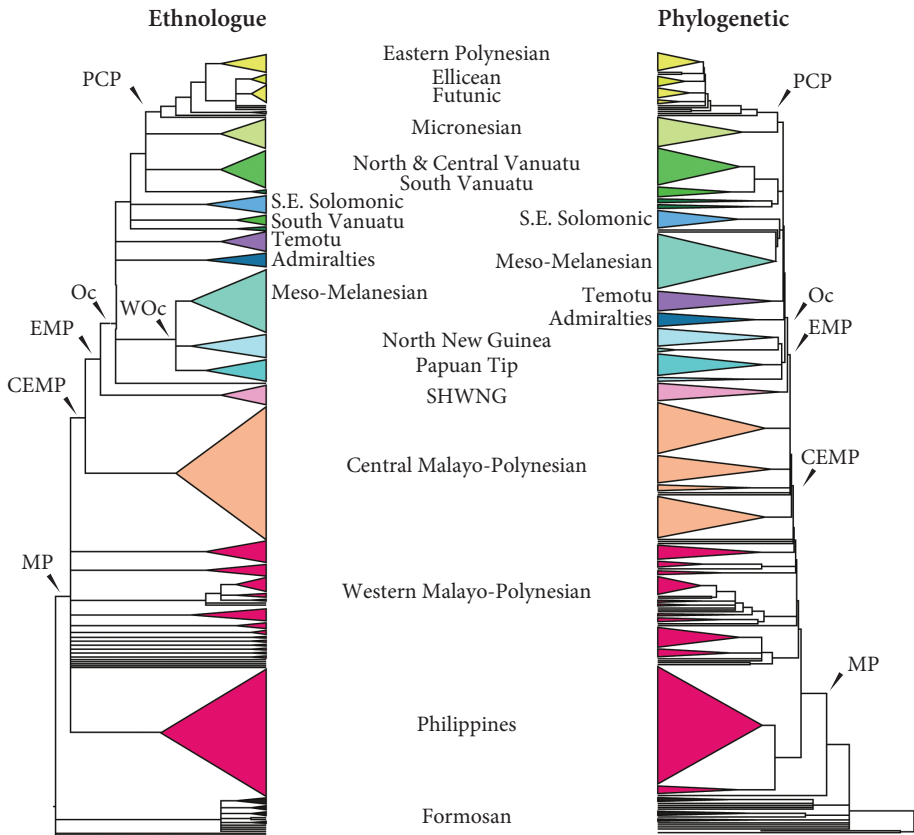 Ethnologue
Phylogenetic
Eastern Polynesian
Ellicean
Futunic
PCP
PCP
Micronesian
North & Central Vanuatu
South Vanuatu
S.E. Solomonic
S.E. Solomonic
South Vanuatu
Temotu
Admiralties
Meso-Melanesian
Meso-Melanesian
Temotu
Admiralties
Oc
WOc
Oc
EMP
EMP
North New Guinea
Papuan Tip
CEMP
SHWNG
Central Malayo-Polynesian
CEMP
MP
Western Malayo-Polynesian
MP
Philippines
Formosan